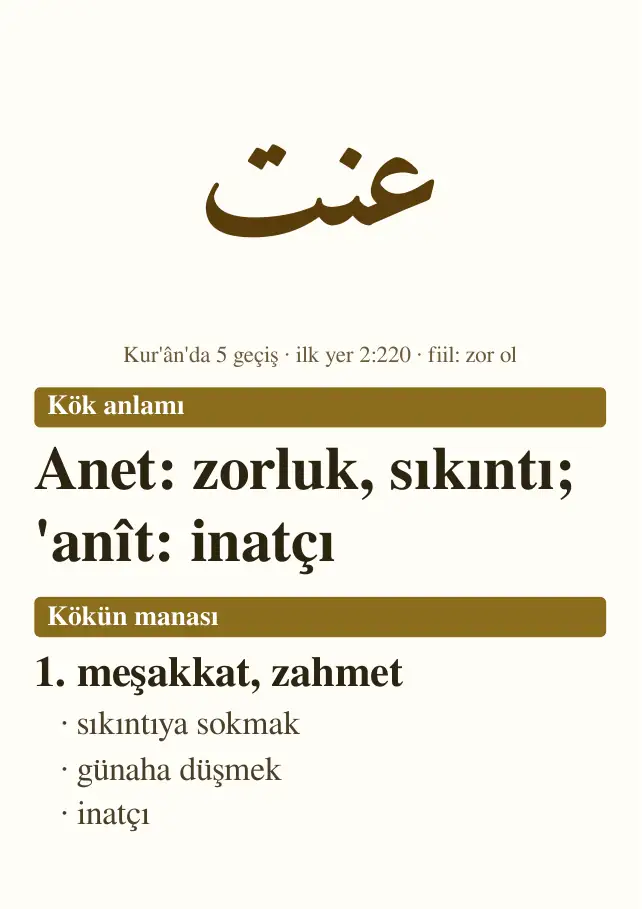 عنت
Kur'ân'da 5 geçiş · ilk yer 2:220 · fiil: zor ol
Kök anlamı
Anet: zorluk, sıkıntı;
'anît: inatçı
Kökün manası
1. meşakkat, zahmet
· sıkıntıya sokmak
· günaha düşmek
· inatçı